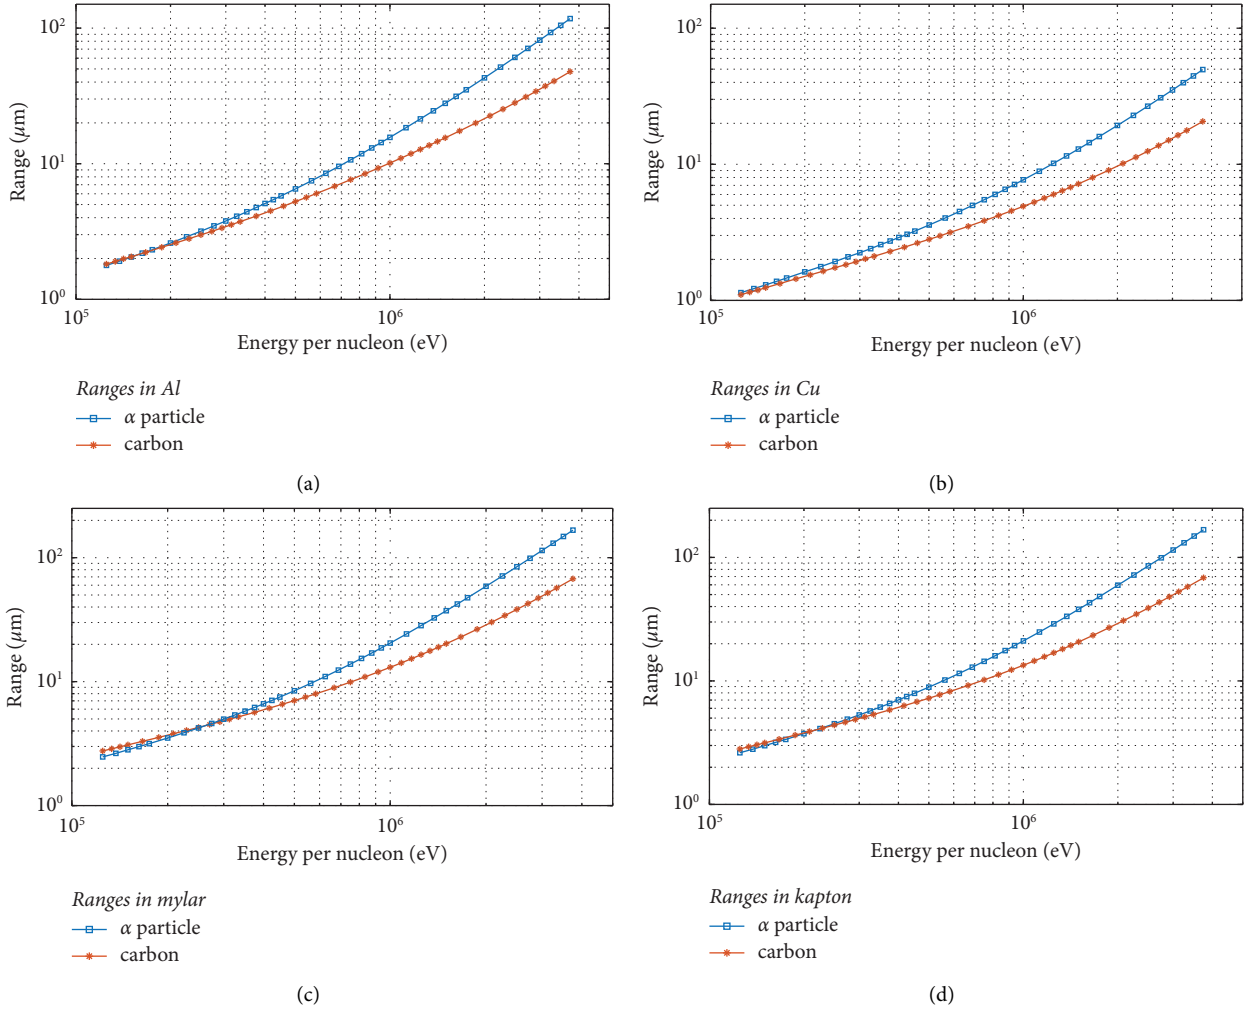 10²
10¹
10⁰
Range (μm)
10⁵
10⁶
Energy per nucleon (eV)
Ranges in Al
α particle
carbon
(a)
10²
10¹
10⁰
Range (μm)
10⁵
10⁶
Energy per nucleon (eV)
Ranges in Cu
α particle
carbon
(b)
10²
10¹
10⁰
Range (μm)
10⁵
10⁶
Energy per nucleon (eV)
Ranges in mylar
α particle
carbon
(c)
10²
10¹
10⁰
Range (μm)
10⁵
10⁶
Energy per nucleon (eV)
Ranges in kapton
α particle
carbon
(d)